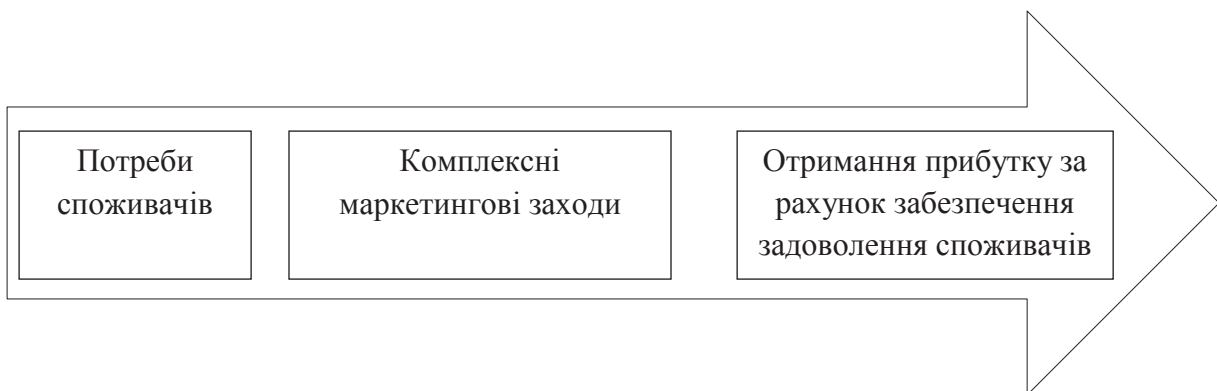 Потреби
споживачів
Комплексні
маркетингові заходи
Отримання прибутку за
рахунок забезпечення
задоволення споживачів